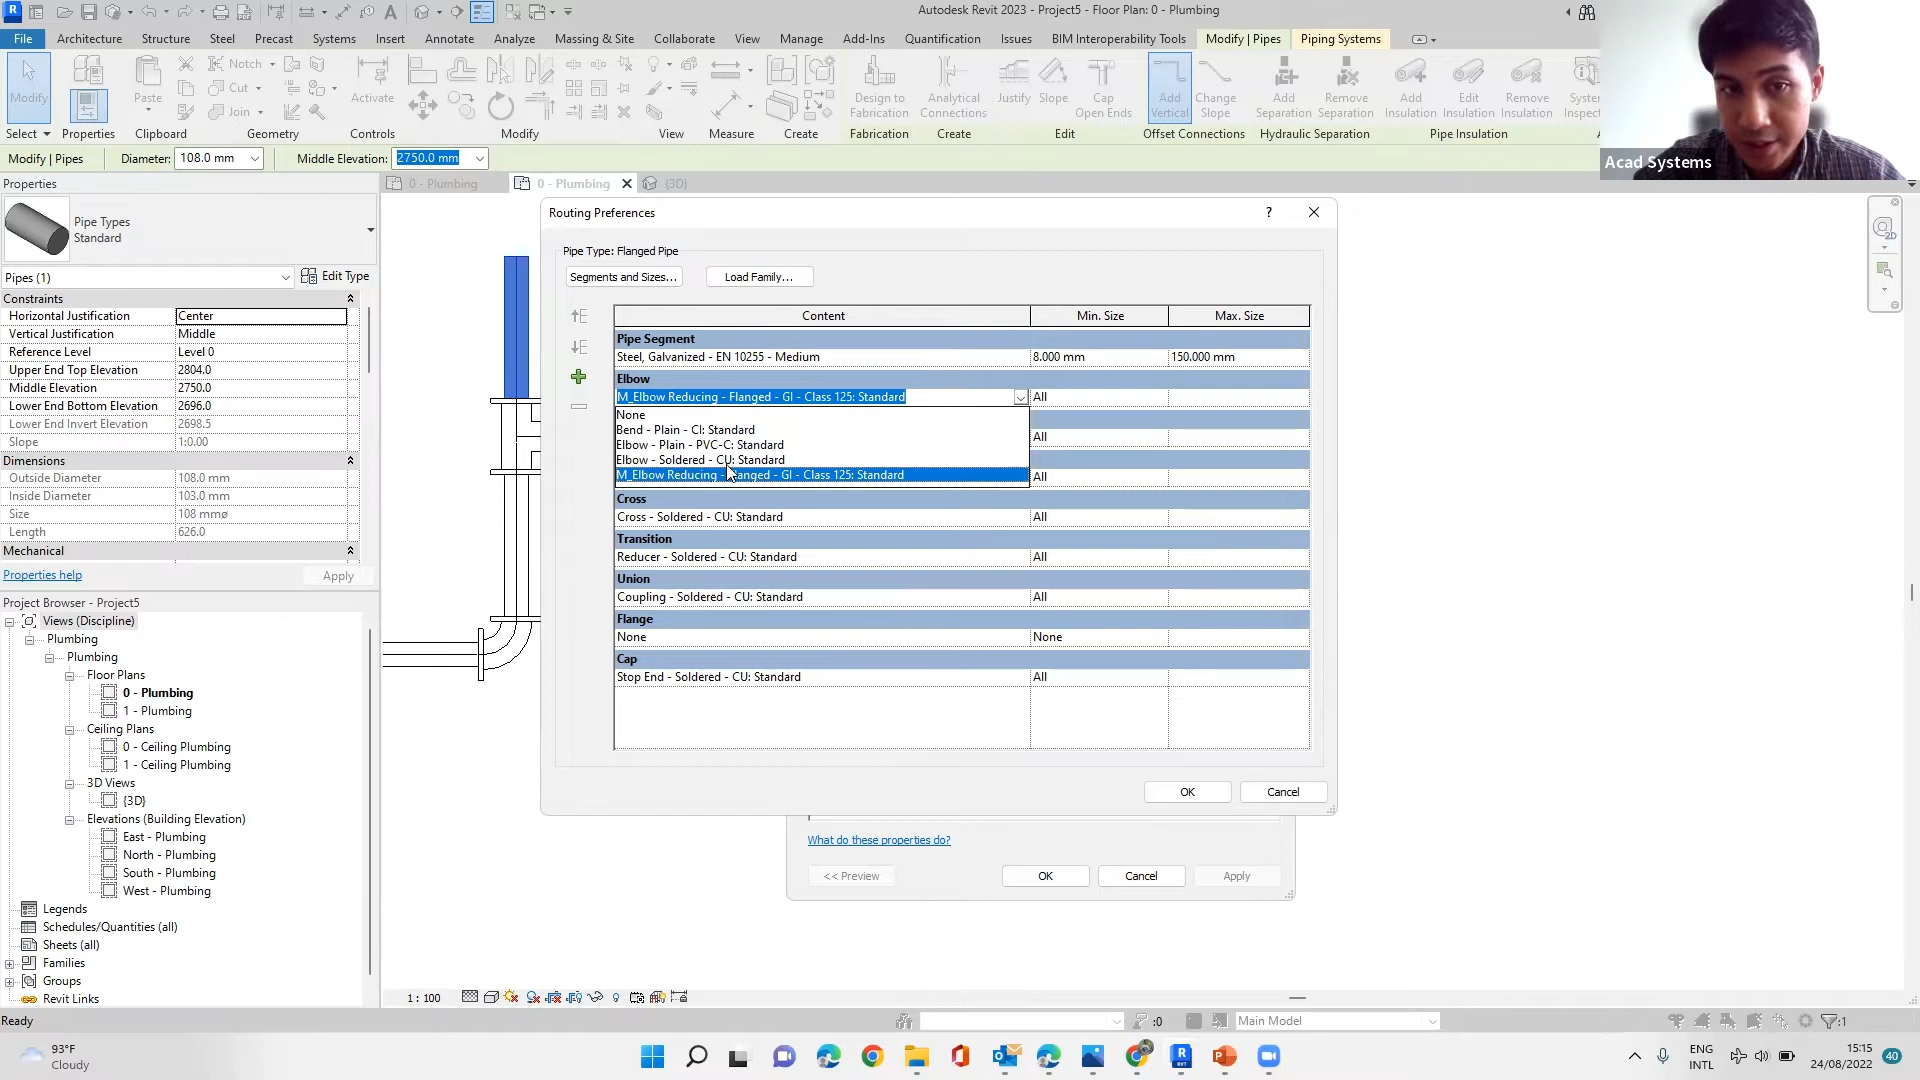 Autodesk Revit 2023 - Project5 - Floor Plan: 0 - Plumbing
File Architecture Structure Steel Precast Systems Insert Annotate Analyze Massing & Site Collaborate View Manage Add-Ins Quantification Issues BIM Interoperability Tools Modify | Pipes Piping Systems
Modify
Paste
Notch
Cut
Join
Activate
Design to Fabrication
Analytical Connections
Justify
Slope
Cap Open Ends
Add Vertical
Change Slope
Add Separation
Remove Separation
Add Insulation
Edit Insulation
Remove Insulation
Select Properties Clipboard Geometry Controls Modify View Measure Create Fabrication Create Edit Offset Connections Hydraulic Separation Pipe Insulation
Acad Systems
Modify | Pipes Diameter: 108.0 mm Middle Elevation: 2750.0 mm
Properties
0 - Plumbing 0 - Plumbing {3D}
Pipe Types
Standard
Pipes (1) Edit Type
Constraints
Horizontal Justification Center
Vertical Justification Middle
Reference Level Level 0
Upper End Top Elevation 2804.0
Middle Elevation 2750.0
Lower End Bottom Elevation 2696.0
Lower End Invert Elevation 2698.5
Slope 1:0.00
Dimensions
Outside Diameter 108.0 mm
Inside Diameter 103.0 mm
Size 108 mmø
Length 626.0
Mechanical
Properties help Apply
Project Browser - Project5
Views (Discipline)
Plumbing
Plumbing
Floor Plans
0 - Plumbing
1 - Plumbing
Ceiling Plans
0 - Ceiling Plumbing
1 - Ceiling Plumbing
3D Views
{3D}
Elevations (Building Elevation)
East - Plumbing
North - Plumbing
South - Plumbing
West - Plumbing
Legends
Schedules/Quantities (all)
Sheets (all)
Families
Groups
Revit Links
Routing Preferences ?
Pipe Type: Flanged Pipe
Segments and Sizes... Load Family...
Content Min. Size Max. Size
Pipe Segment
Steel, Galvanized - EN 10255 - Medium 8.000 mm 150.000 mm
Elbow
M_Elbow Reducing - Flanged - GI - Class 125: Standard All
None
Bend - Plain - CI: Standard
All
Elbow - Plain - PVC-C: Standard
Elbow - Soldered - CU: Standard
M_Elbow Reducing - Flanged - GI - Class 125: Standard
All
Cross
Cross - Soldered - CU: Standard All
Transition
Reducer - Soldered - CU: Standard All
Union
Coupling - Soldered - CU: Standard All
Flange
None None
Cap
Stop End - Soldered - CU: Standard All
OK Cancel
What do these properties do?
<< Preview OK Cancel Apply
1 : 100
Ready
:0
Main Model
:1
93°F
Cloudy
ENG
INTL
15:15
24/08/2022
40